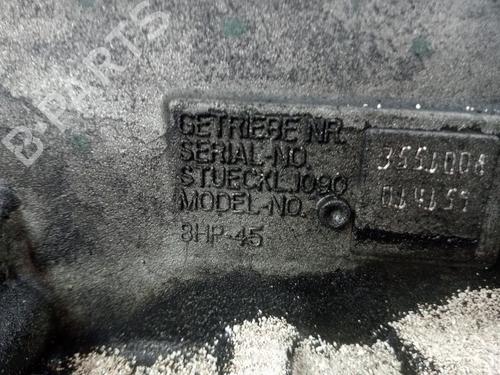 B-PARTS
GETRIEBE NR.
SERIAL-NO.
STUECKL.1090
MODEL-NO.
8HP-45